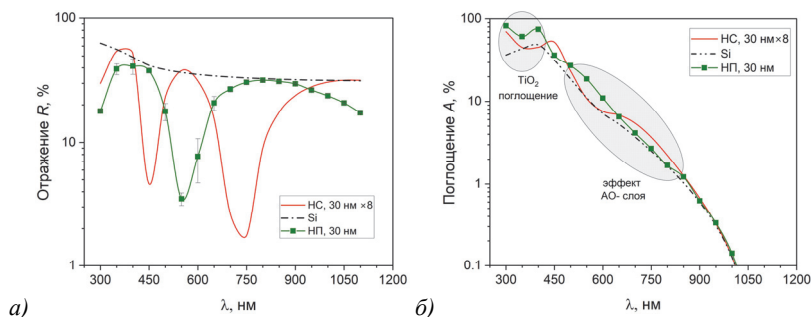 100
10
1
Отражение R, %
НС, 30 нм ×8
Si
НП, 30 нм
300 450 600 750 900 1050 1200
λ, нм
а)
100
10
1
0.1
Поглощение A, %
TiO2
поглощение
НС, 30 нм×8
Si
НП, 30 нм
эффект
АО- слоя
300 450 600 750 900 1050 1200
λ, нм
б)